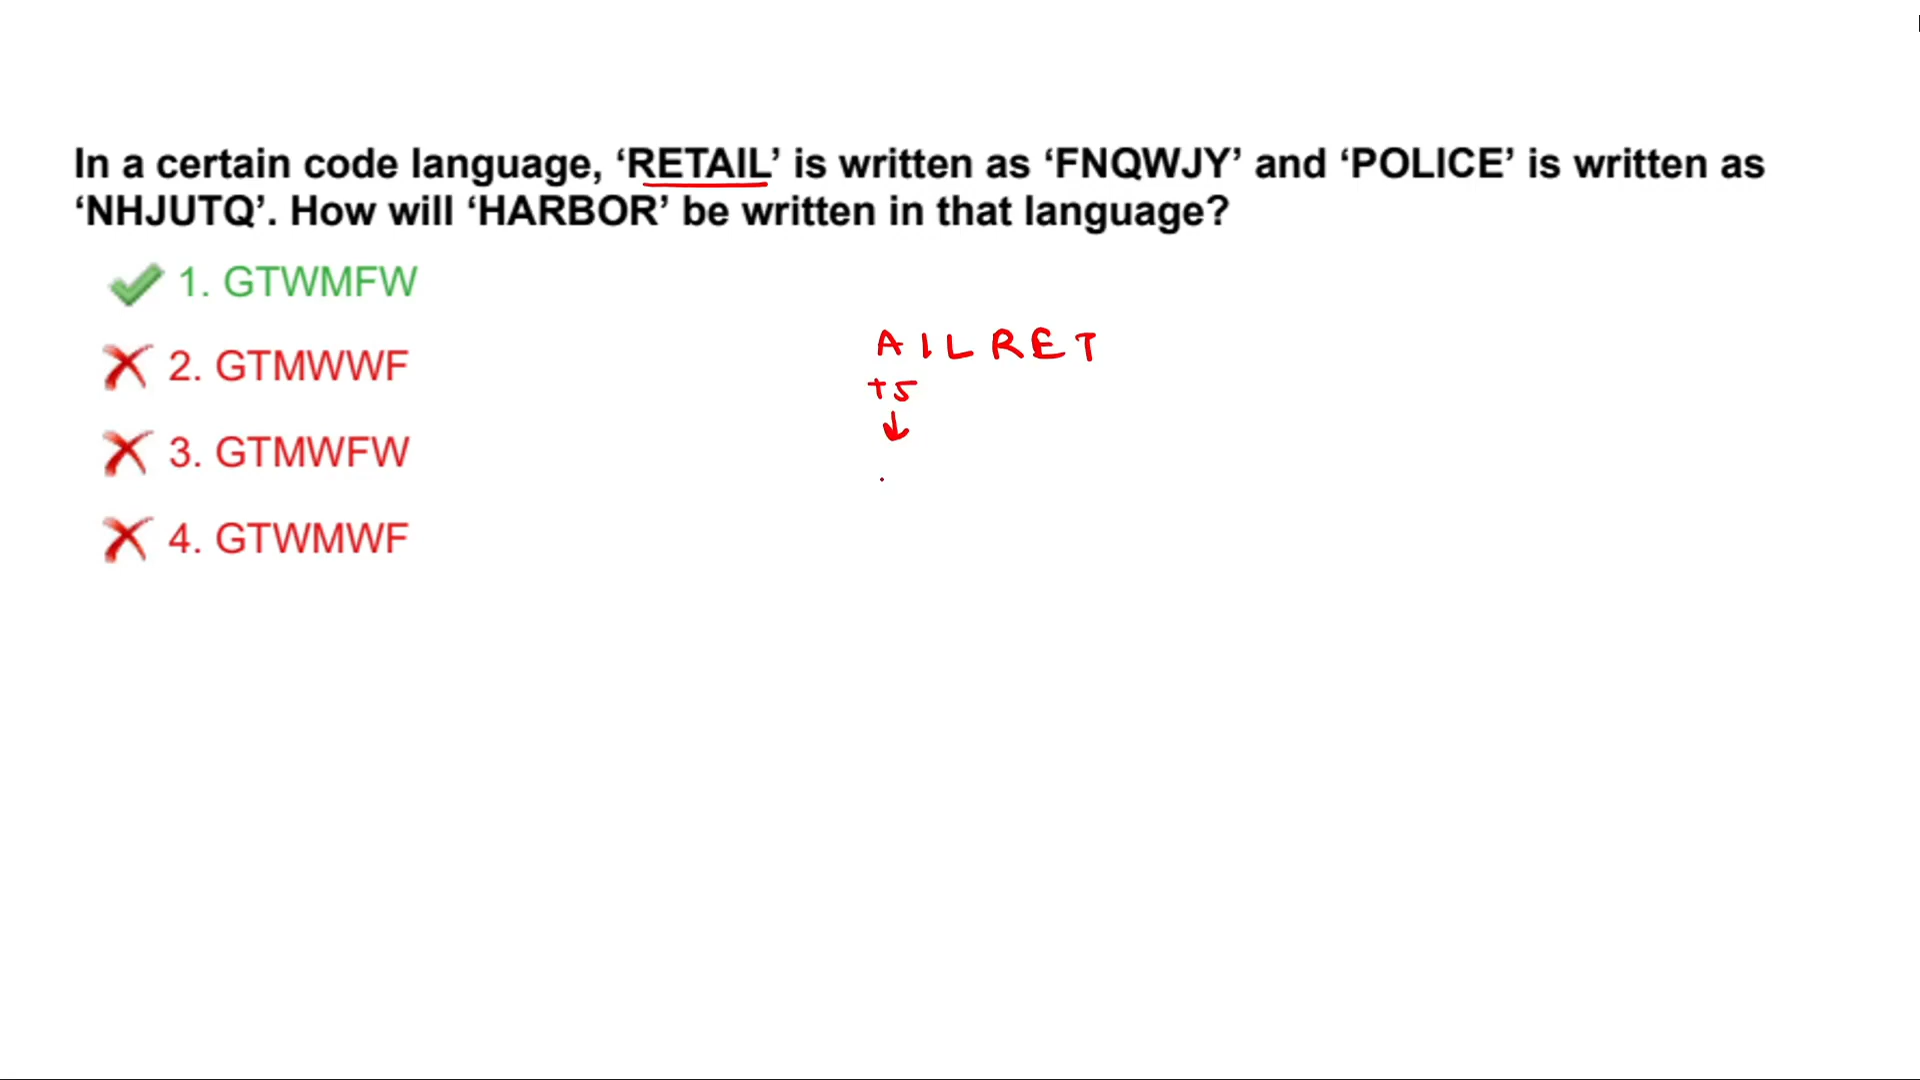 In a certain code language, ‘RETAIL’ is written as ‘FNQWJY’ and ‘POLICE’ is written as
‘NHJUTQ’. How will ‘HARBOR’ be written in that language?
1. GTWMFW
2. GTMWWF
3. GTMWFW
4. GTWMWF
A I L R E T
+5